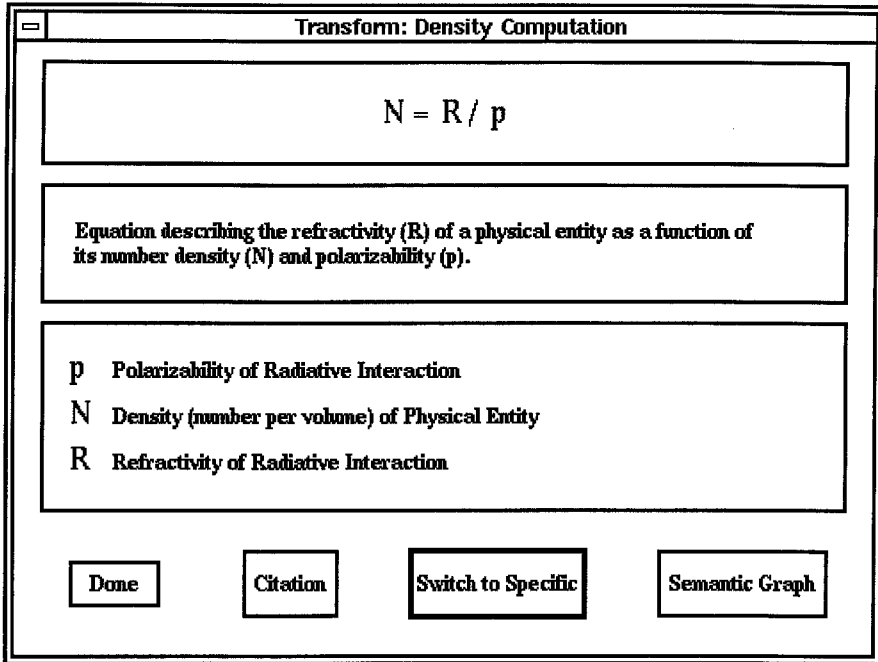 Transform: Density Computation
N = R / p
Equation describing the refractivity (R) of a physical entity as a function of
its number density (N) and polarizability (p).
p Polarizability of Radiative Interaction
N Density (number per volume) of Physical Entity
R Refractivity of Radiative Interaction
Done Citation Switch to Specific Semantic Graph